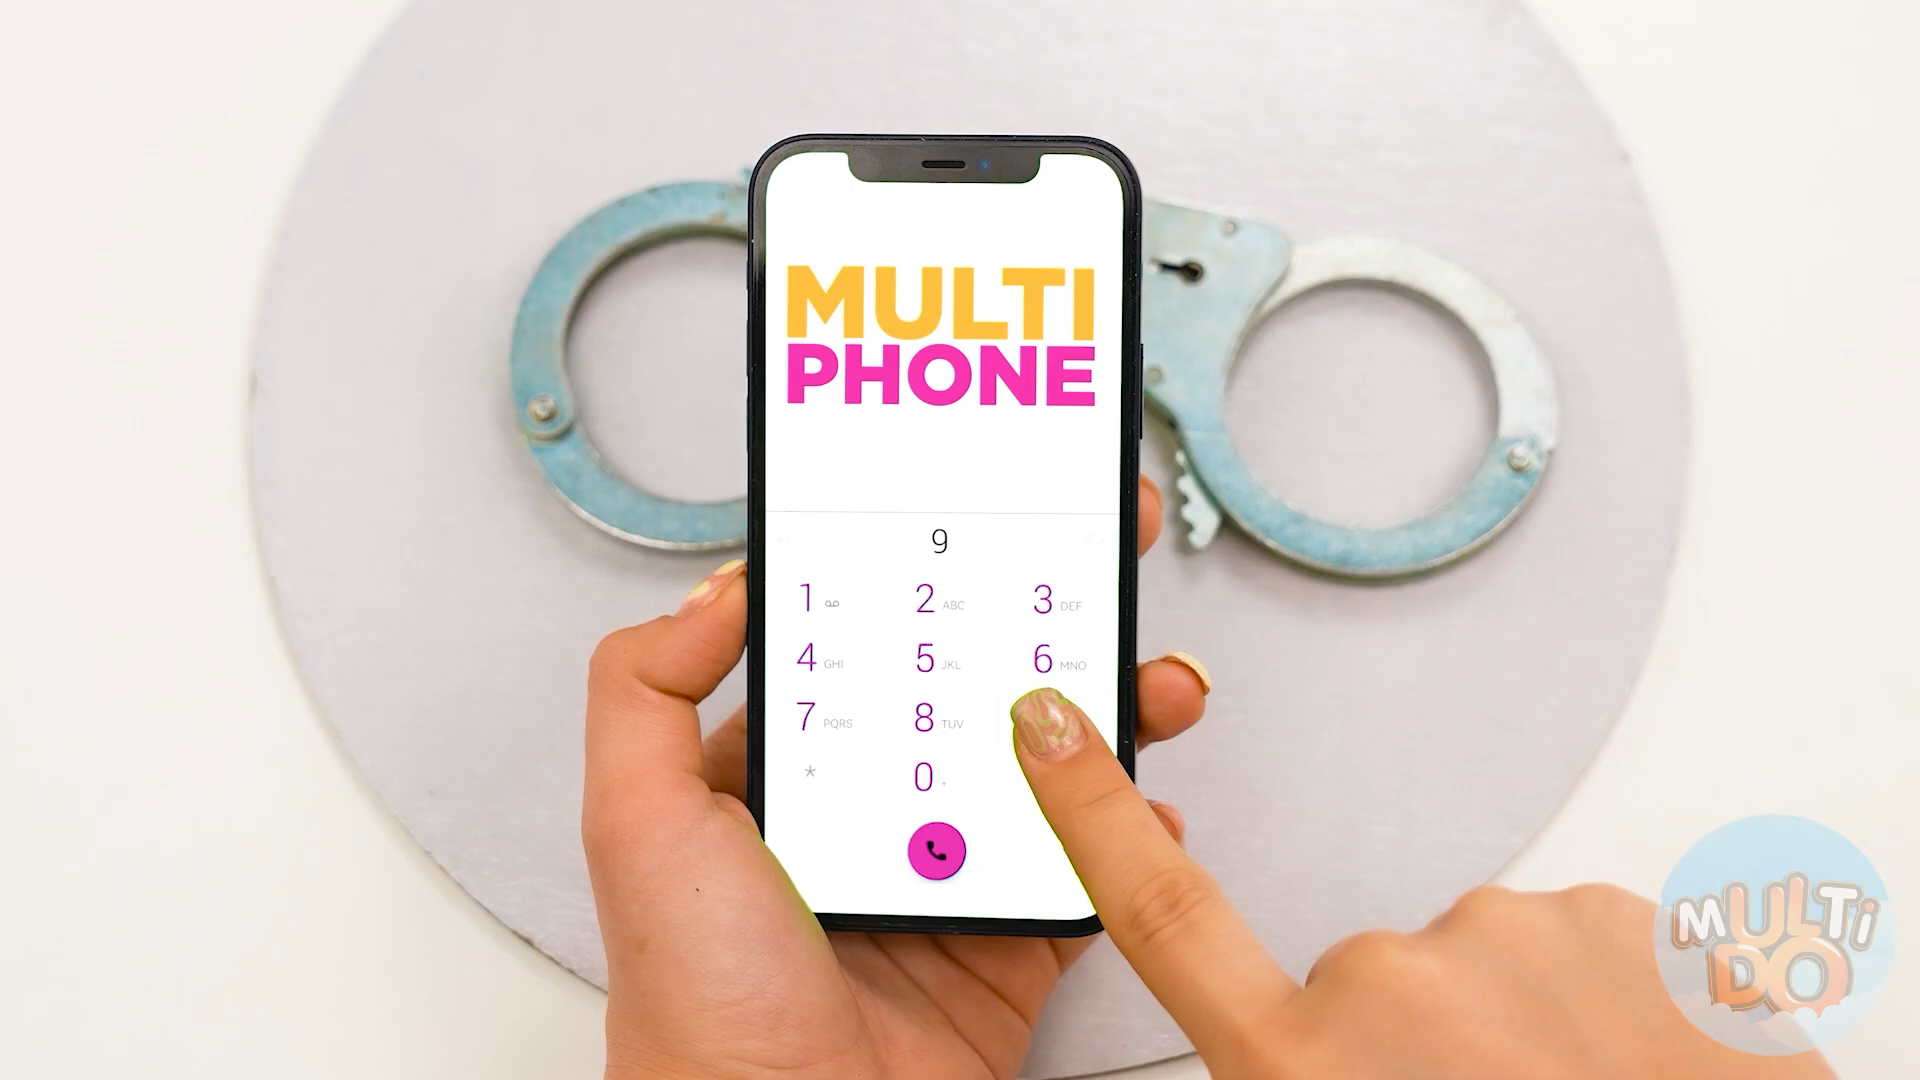 MULTI
PHONE
9
1
2 ABC
3 DEF
4 GHI
5 JKL
6 MNO
7 PQRS
8 TUV
*
0 +
MULTi
DO